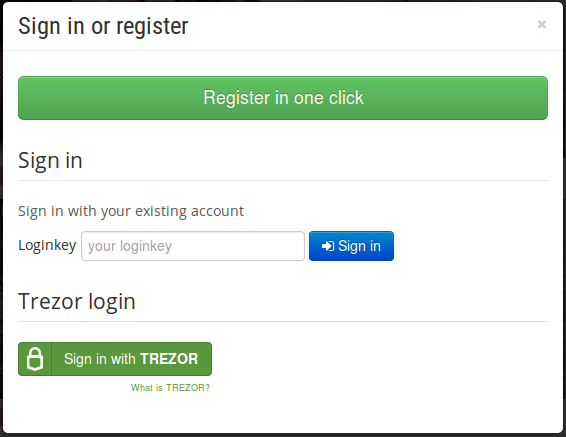 Sign in or register
×
Register in one click
Sign in
Sign in with your existing account
Loginkey your loginkey Sign in
Trezor login
Sign in with TREZOR
What is TREZOR?